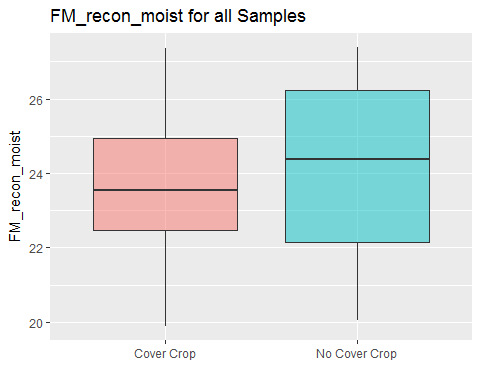 FM_recon_moist for all Samples
FM_recon_moist
26
24
22
20
Cover Crop
No Cover Crop